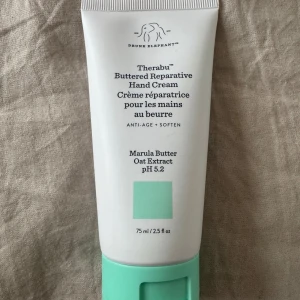 DRUNK ELEPHANT™
Therabu™
Buttered Reparative
Hand Cream
Crème réparatrice
pour les mains
au beurre
ANTI-AGE + SOFTEN
Marula Butter
Oat Extract
pH 5.2
75 ml / 2.5 fl oz